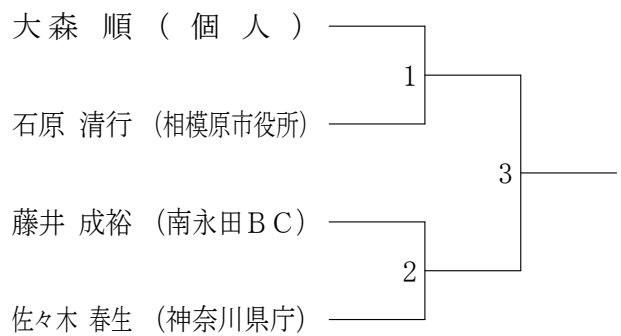 大森 順 (個人)
1
石原 清行 (相模原市役所)
3
藤井 成裕 (南永田BC)
2
佐々木 春生 (神奈川県庁)